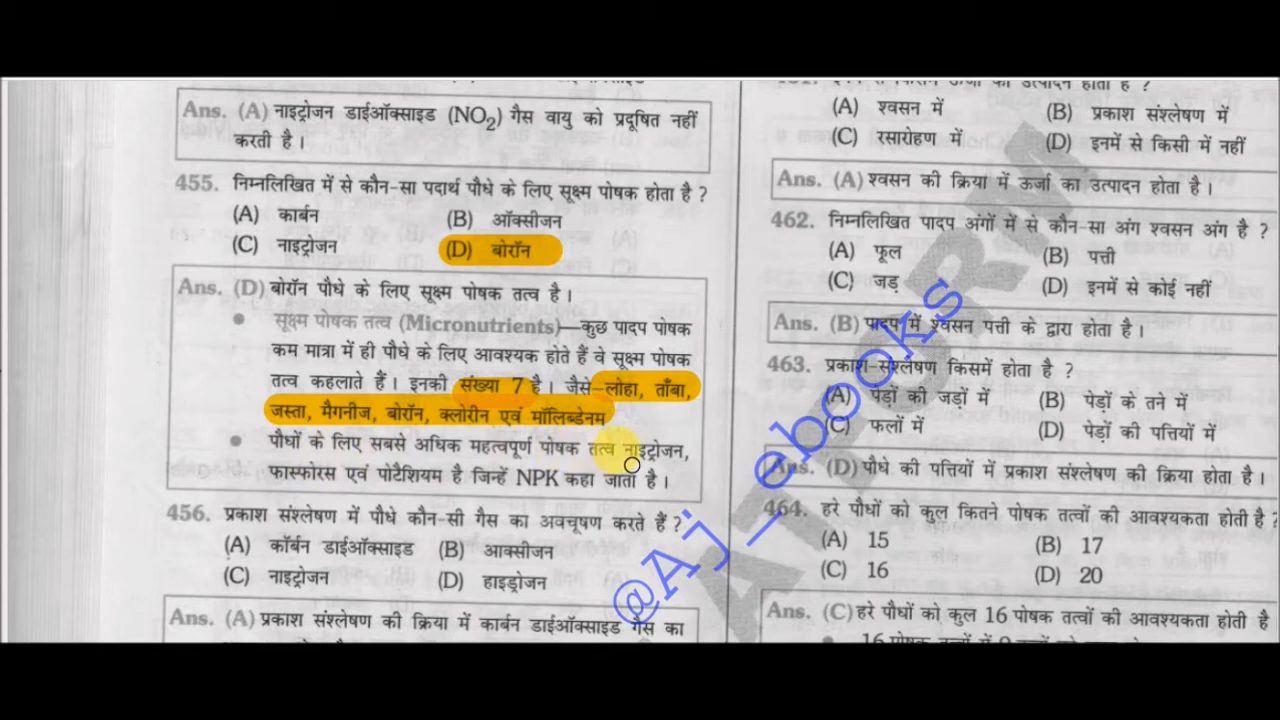 Ans. (A) नाइट्रोजन डाईऑक्साइड (NO₂) गैस वायु को प्रदूषित नहीं
करती है ।
455. निम्नलिखित में से कौन-सा पदार्थ पौधे के लिए सूक्ष्म पोषक होता है ?
(A) कार्बन (B) ऑक्सीजन
(C) नाइट्रोजन (D) बोरॉन
Ans. (D) बोरॉन पौधे के लिए सूक्ष्म पोषक तत्व है ।
• सूक्ष्म पोषक तत्व (Micronutrients)—कुछ पादप पोषक
कम मात्रा में ही पौधे के लिए आवश्यक होते हैं वे सूक्ष्म पोषक
तत्व कहलाते हैं । इनकी संख्या 7 है । जैसे–लोहा, ताँबा,
जस्ता, मैगनीज, बोरॉन, क्लोरीन एवं मॉलिब्डेनम
• पौधों के लिए सबसे अधिक महत्वपूर्ण पोषक तत्व नाइट्रोजन,
फास्फोरस एवं पोटैशियम है जिन्हें NPK कहा जाता है ।
456. प्रकाश संश्लेषण में पौधे कौन-सी गैस का अवचूषण करते हैं ?
(A) कॉर्बन डाईऑक्साइड (B) आक्सीजन
(C) नाइट्रोजन (D) हाइड्रोजन
Ans. (A) प्रकाश संश्लेषण की क्रिया में कार्वन डाईऑक्साइड गैस का
(A) श्वसन में (B) प्रकाश संश्लेषण में
(C) रसारोहण में (D) इनमें से किसी में नहीं
Ans. (A) श्वसन की क्रिया में ऊर्जा का उत्पादन होता है ।
462. निम्नलिखित पादप अंगों में से कौन-सा अंग श्वसन अंग है ?
(A) फूल (B) पत्ती
(C) जड़ (D) इनमें से कोई नहीं
Ans. (B) पादप में श्वसन पत्ती के द्वारा होता है ।
463. प्रकाश-संश्लेषण किसमें होता है ?
(A) पेड़ों की जड़ों में (B) पेड़ों के तने में
(C) फलों में (D) पेड़ों की पत्तियों में
Ans. (D) पौधे की पत्तियों में प्रकाश संश्लेषण की क्रिया होता है ।
464. हरे पौधों को कुल कितने पोषक तत्वों की आवश्यकता होती है ?
(A) 15 (B) 17
(C) 16 (D) 20
Ans. (C) हरे पौधों को कुल 16 पोषक तत्वों की आवश्यकता होती है
@Aj_ebooks